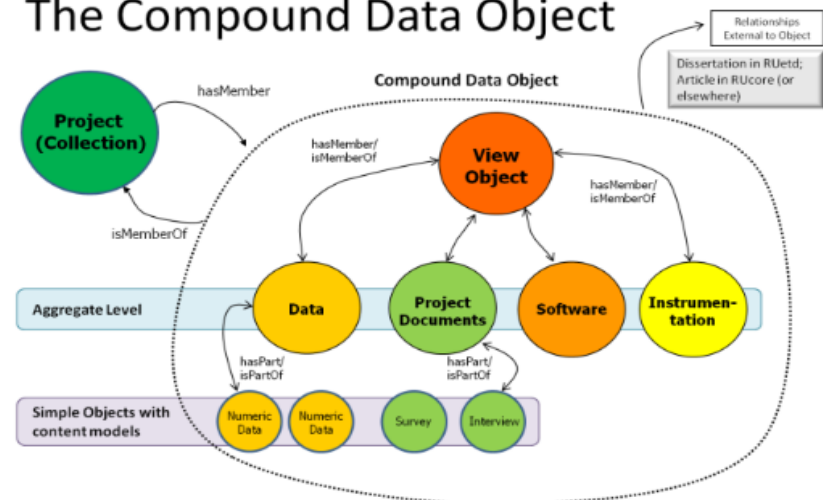 The Compound Data Object
Relationships
External to Object
Dissertation in RUetd;
Article in RUcore (or
elsewhere)
Compound Data Object
Project
(Collection)
hasMember
isMemberOf
hasMember/
isMemberOf
View
Object
hasMember/
isMemberOf
Aggregate Level
Data
Project
Documents
Software
Instrumen-
tation
hasPart/
isPartOf
hasPart/
isPartOf
Simple Objects with
content models
Numeric
Data
Numeric
Data
Survey
Interview